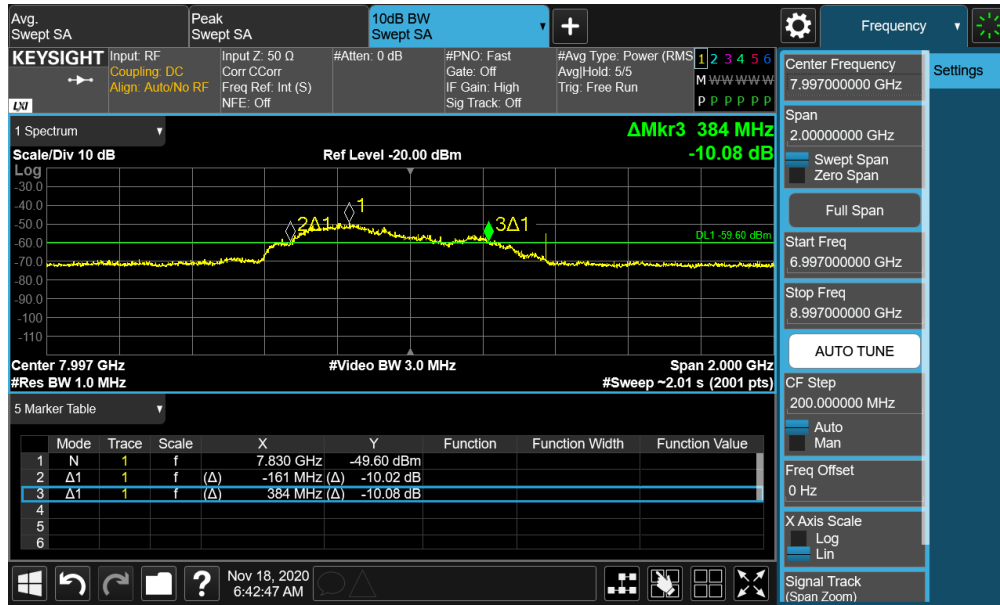 Avg.
Swept SA
Peak
Swept SA
10dB BW
Swept SA
Frequency
KEYSIGHT
LXI
Input: RF
Coupling: DC
Align: Auto/No RF
Input Z: 50 Ω
Corr CCorr
Freq Ref: Int (S)
NFE: Off
#Atten: 0 dB
#PNO: Fast
Gate: Off
IF Gain: High
Sig Track: Off
#Avg Type: Power (RMS
Avg|Hold: 5/5
Trig: Free Run
1 2 3 4 5 6
M W W W W W
P P P P P P
1 Spectrum
ΔMkr3 384 MHz
-10.08 dB
Scale/Div 10 dB
Ref Level -20.00 dBm
Log
-30.0
-40.0
-50.0
-60.0
-70.0
-80.0
-90.0
-100
-110
2Δ1
1
3Δ1
DL1 -59.60 dBm
Center 7.997 GHz
#Video BW 3.0 MHz
Span 2.000 GHz
#Res BW 1.0 MHz
#Sweep ~2.01 s (2001 pts)
5 Marker Table
Mode Trace Scale X Y Function Function Width Function Value
1 N 1 f 7.830 GHz -49.60 dBm
2 Δ1 1 f (Δ) -161 MHz (Δ) -10.02 dB
3 Δ1 1 f (Δ) 384 MHz (Δ) -10.08 dB
4
5
6
?
Nov 18, 2020
6:42:47 AM
Center Frequency
7.997000000 GHz
Span
2.00000000 GHz
Swept Span
Zero Span
Full Span
Start Freq
6.997000000 GHz
Stop Freq
8.997000000 GHz
AUTO TUNE
CF Step
200.000000 MHz
Auto
Man
Freq Offset
0 Hz
X Axis Scale
Log
Lin
Signal Track
(Span Zoom)
Settings